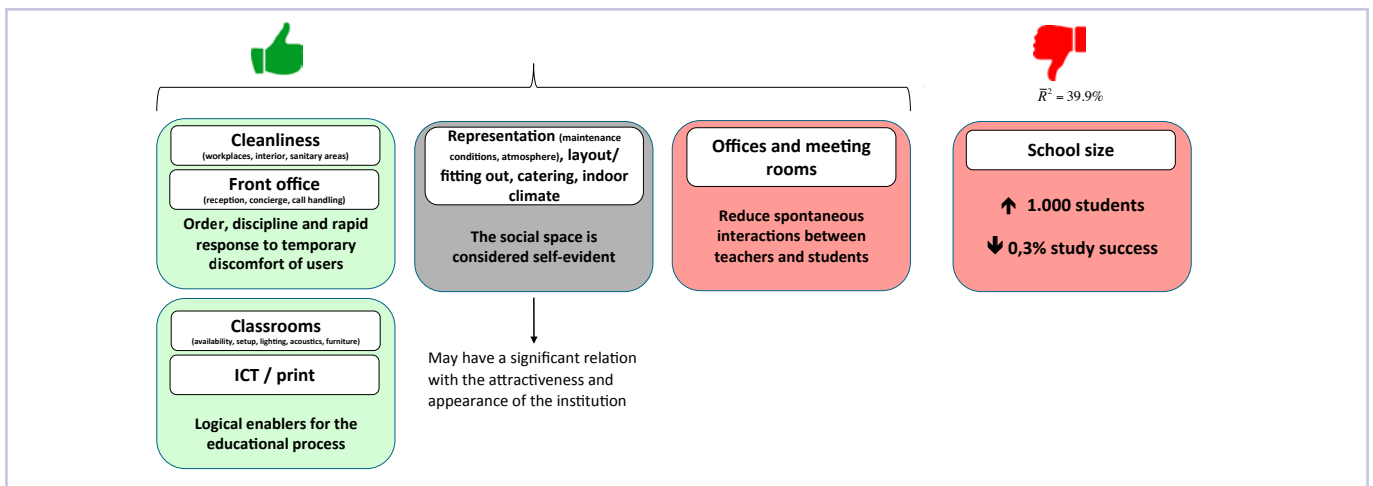 R̄² = 39.9%
Cleanliness
(workplaces, interior, sanitary areas)
Front office
(reception, concierge, call handling)
Order, discipline and rapid
response to temporary
discomfort of users
Classrooms
(availability, setup, lighting, acoustics, furniture)
ICT / print
Logical enablers for the
educational process
Representation (maintenance
conditions, atmosphere), layout/
fitting out, catering, indoor
climate
The social space is
considered self-evident
May have a significant relation
with the attractiveness and
appearance of the institution
Offices and meeting
rooms
Reduce spontaneous
interactions between
teachers and students
School size
↑ 1.000 students
↓ 0,3% study success